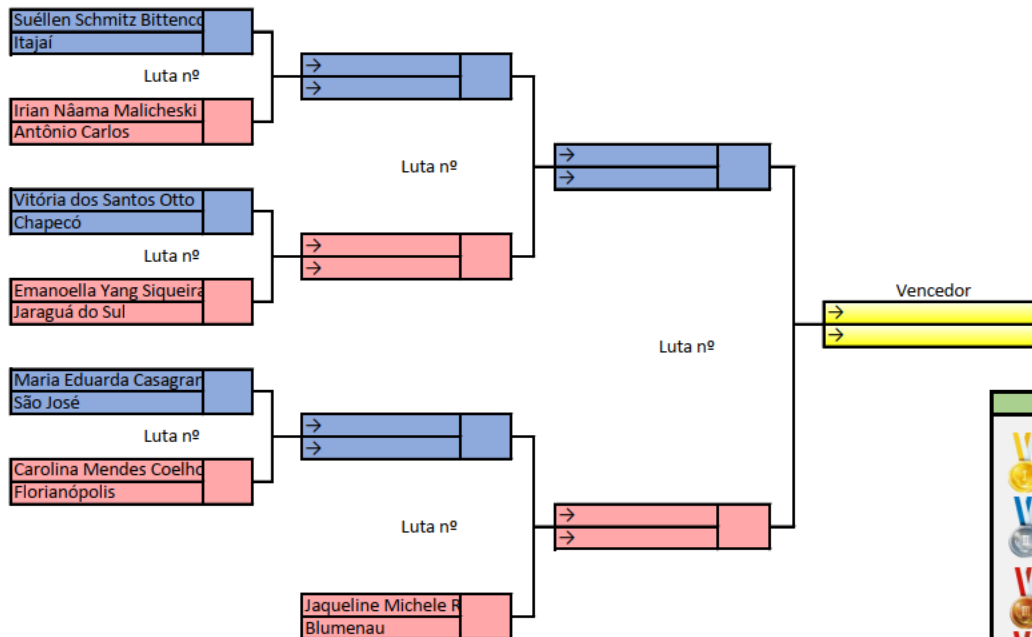 Suéllen Schmitz Bittenco
Itajaí
Luta nº
Irian Nâama Malicheski
Antônio Carlos
→
→
Luta nº
Vitória dos Santos Otto
Chapecó
Luta nº
Emanoella Yang Siqueira
Jaraguá do Sul
→
→
→
→
Luta nº
Vencedor
→
→
Maria Eduarda Casagran
São José
Luta nº
Carolina Mendes Coelho
Florianópolis
→
→
Luta nº
Jaqueline Michele R
Blumenau
→
→